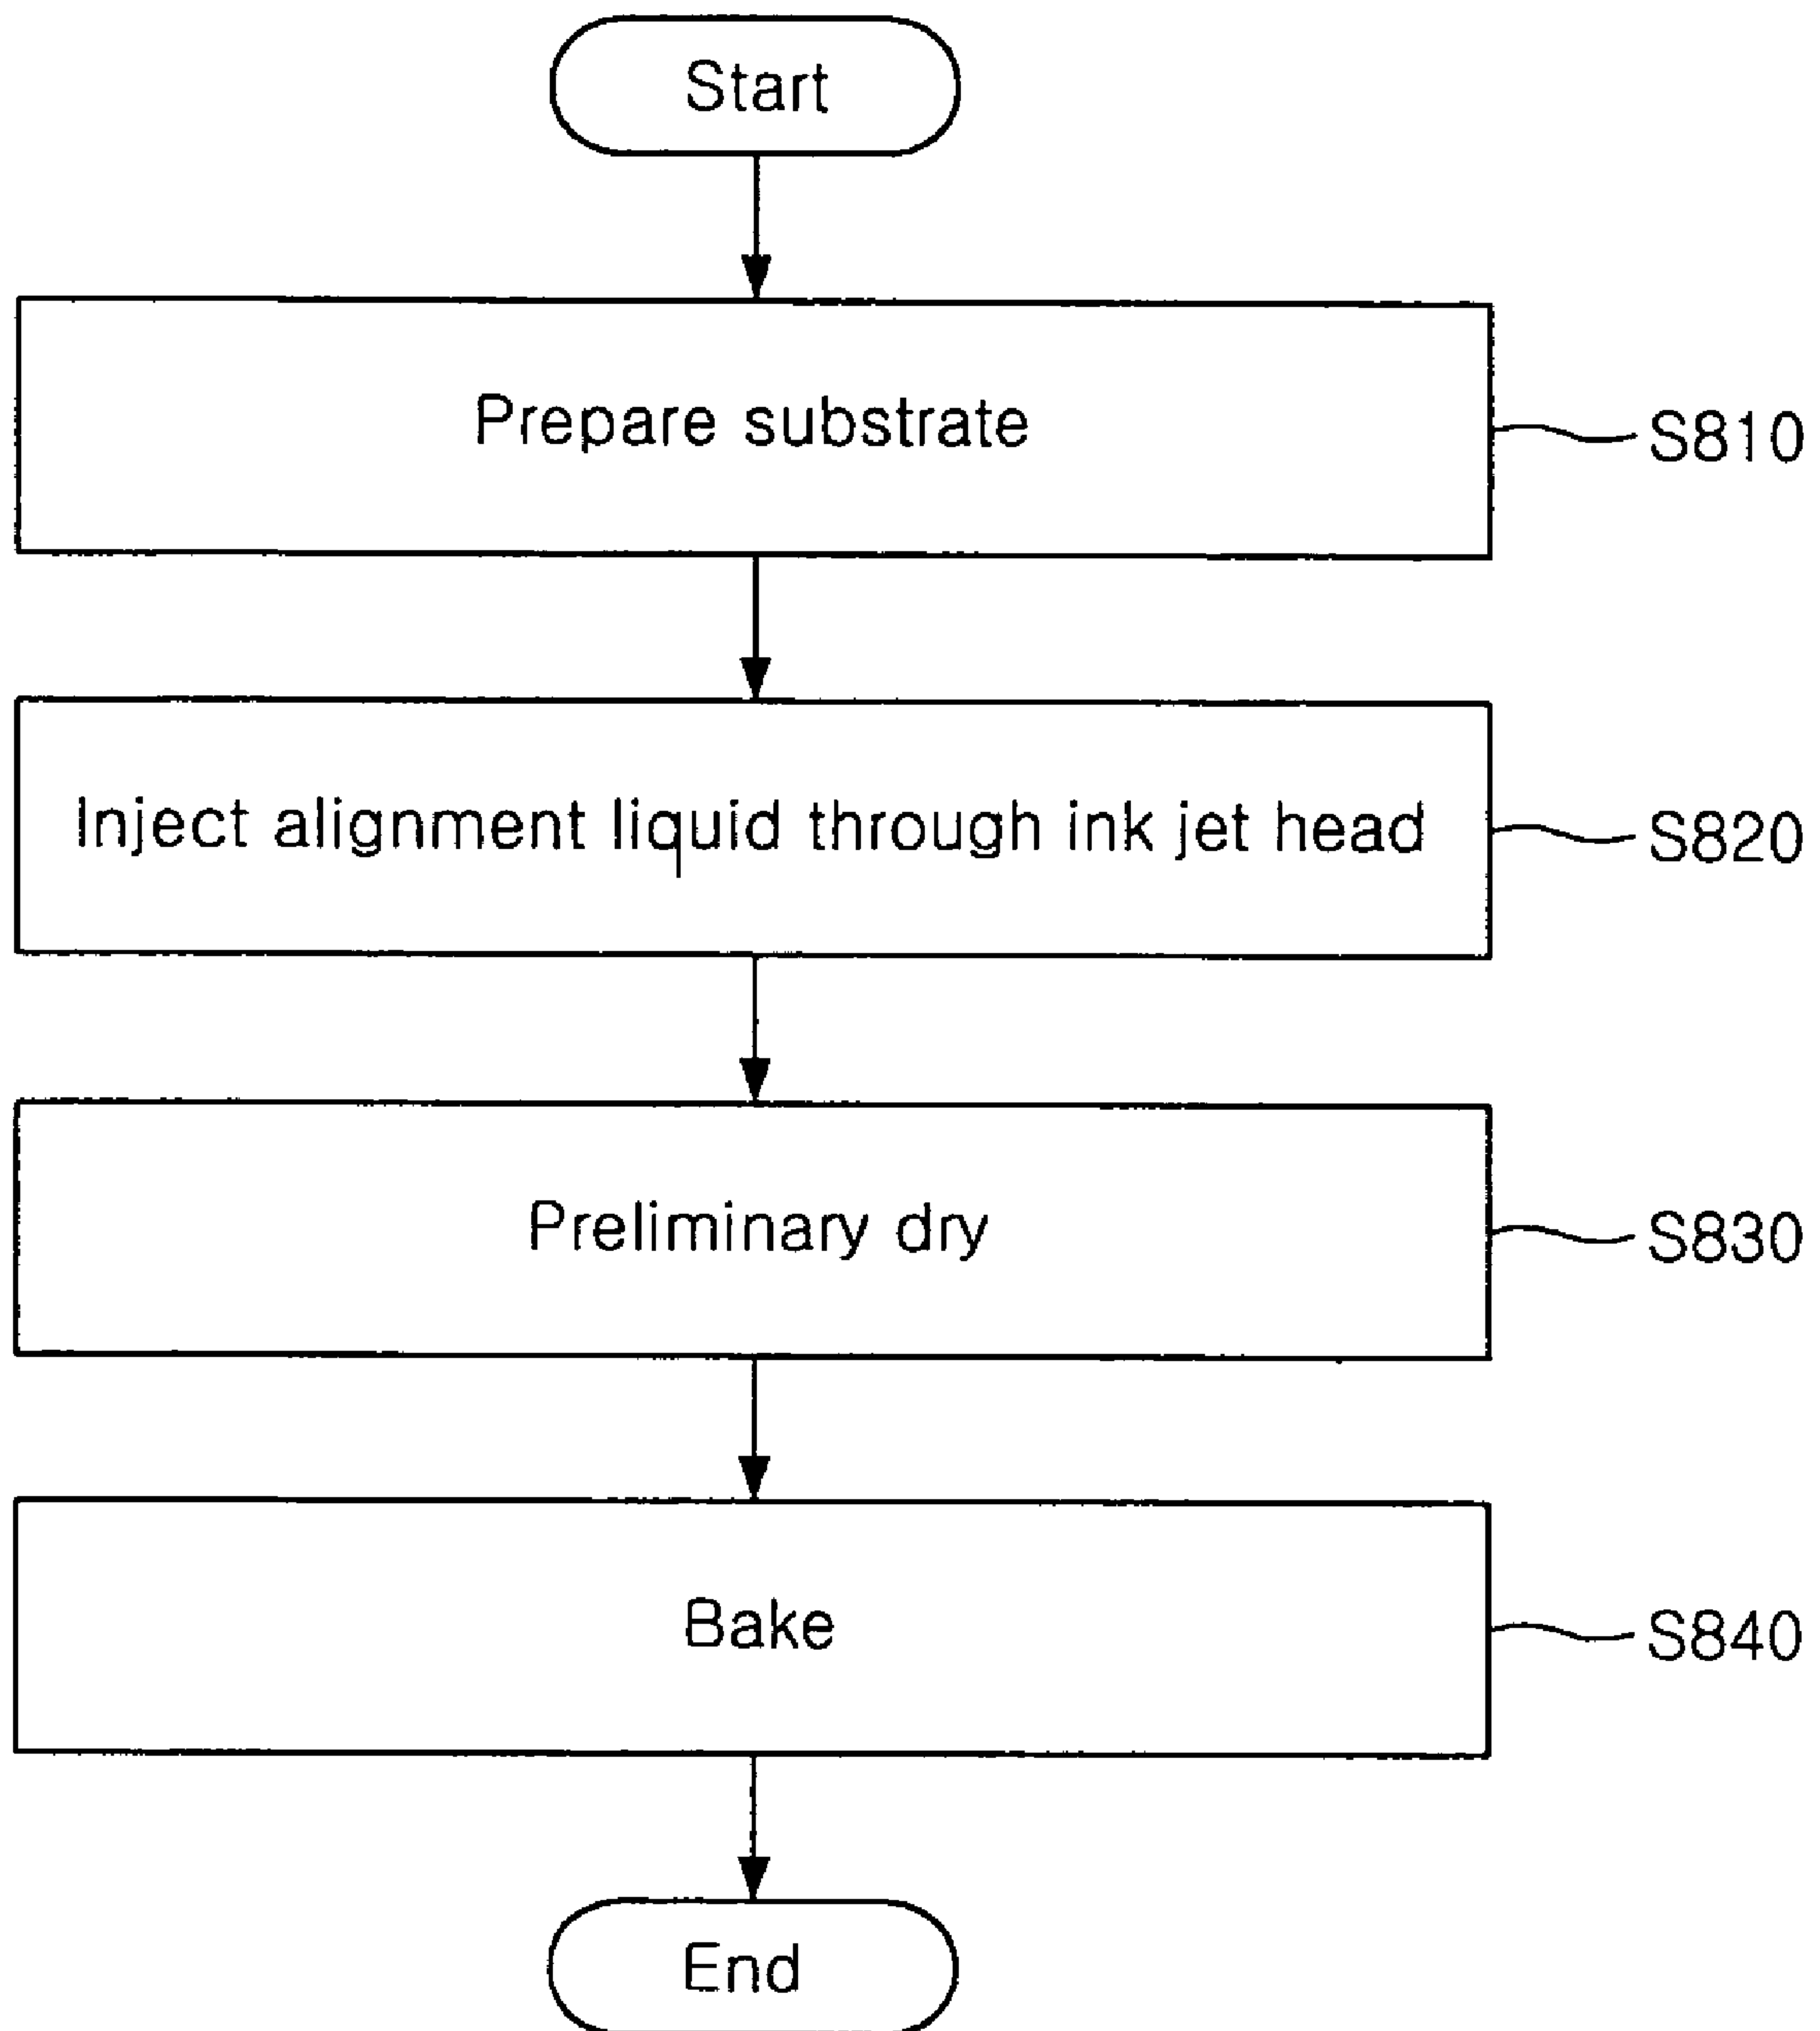 Start
Prepare substrate
S810
Inject alignment liquid through ink jet head
S820
Preliminary dry
S830
Bake
S840
End